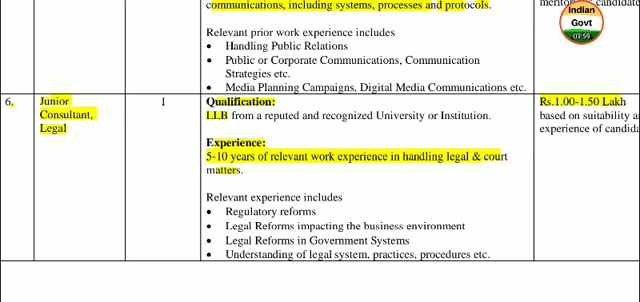 communications, including systems, processes and protocols.
Relevant prior work experience includes
• Handling Public Relations
• Public or Corporate Communications, Communication
Strategies etc.
• Media Planning Campaigns, Digital Media Communications etc.
Indian
Govt
6.
Junior
Consultant,
Legal
1
Qualification:
LLB from a reputed and recognized University or Institution.
Experience:
5-10 years of relevant work experience in handling legal & court
matters.
Relevant experience includes
• Regulatory reforms
• Legal Reforms impacting the business environment
• Legal Reforms in Government Systems
• Understanding of legal system, practices, procedures etc.
Rs.1.00-1.50 Lakh
based on suitability a
experience of candida